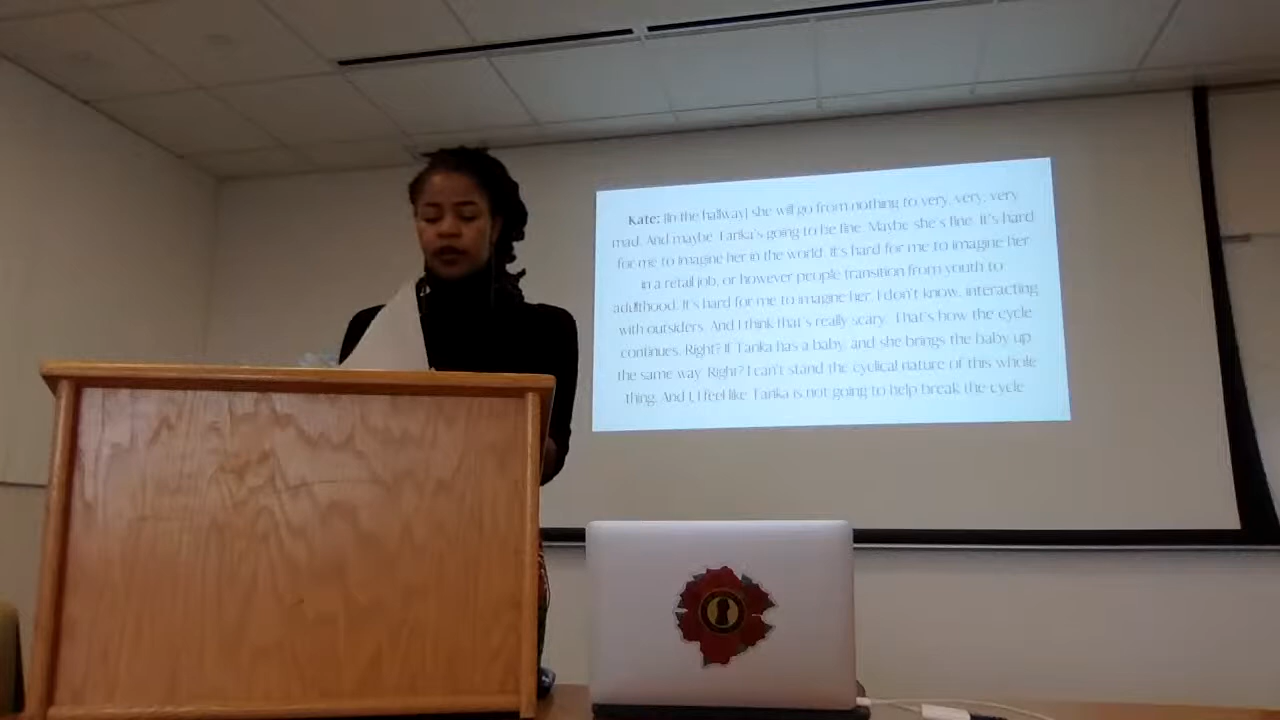 Kate: [In the hallway] she will go from nothing to very, very, very
mad. And maybe Tanka's going to be fine. Maybe she's fine. It's hard
for me to imagine her in the world. It's hard for me to imagine her
in a retail job, or however people transition from youth to
adulthood. It's hard for me to imagine her, I don't know, interacting
with outsiders. And I think that's really scary. That's how the cycle
continues. Right? If Tanka has a baby, and she brings the baby up
the same way. Right? I can't stand the cyclical nature of this whole
thing. And I, I feel like Tanka is not going to help break the cycle